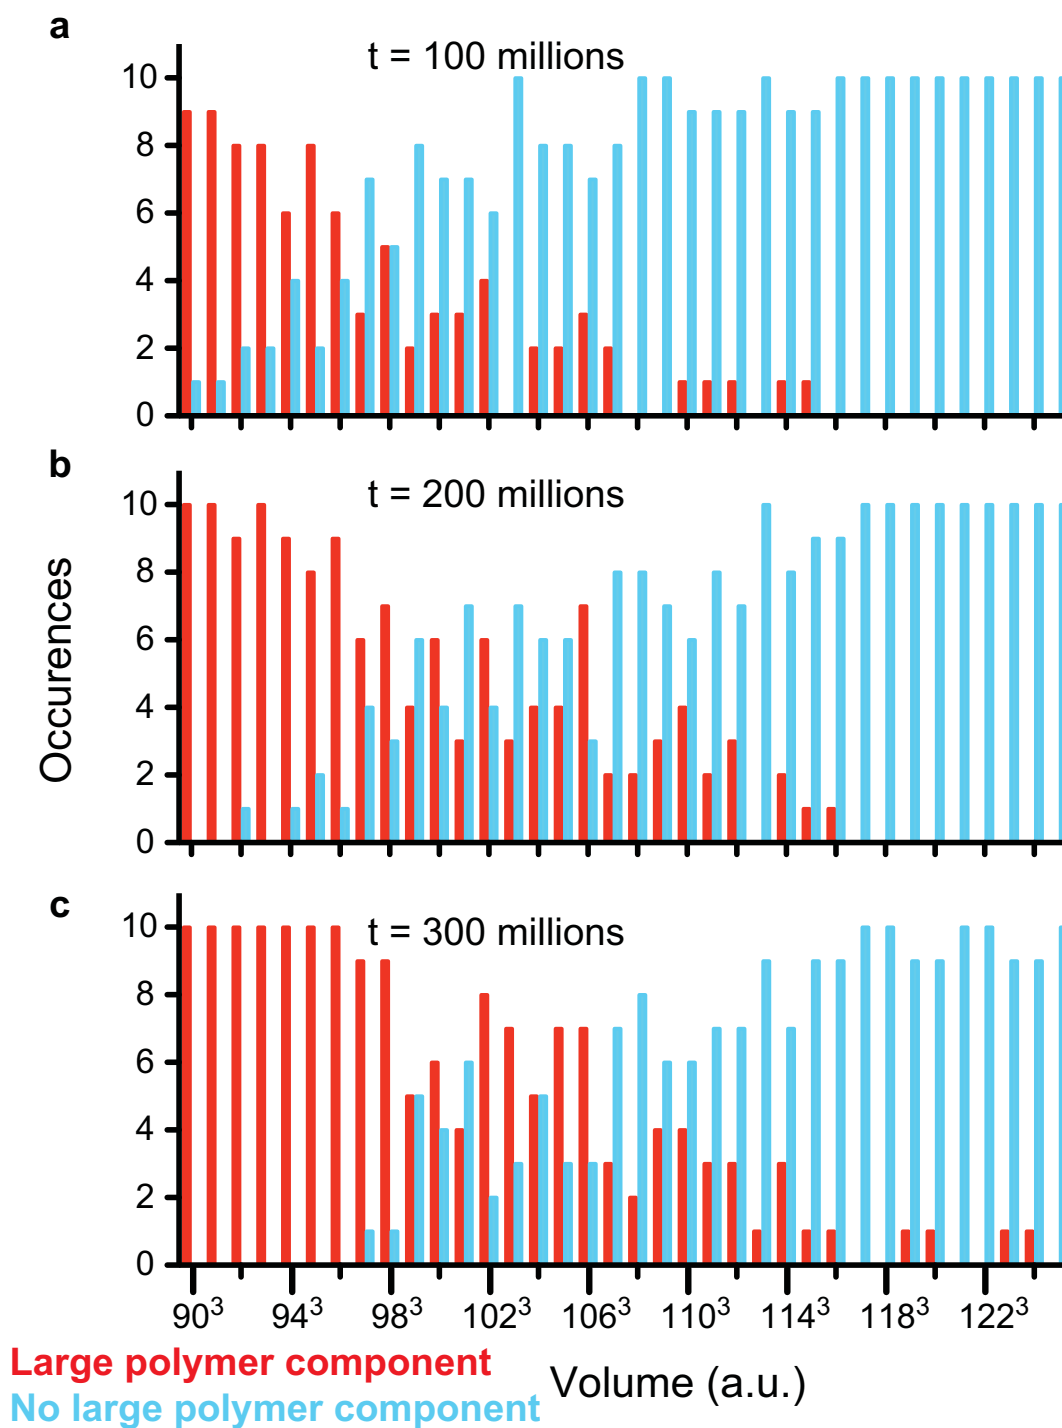 a
t = 100 millions
10
8
6
4
2
0
b
t = 200 millions
10
8
6
4
2
0
Occurences
c
t = 300 millions
10
8
6
4
2
0
90³ 94³ 98³ 102³ 106³ 110³ 114³ 118³ 122³
Large polymer component
Volume (a.u.)
No large polymer component